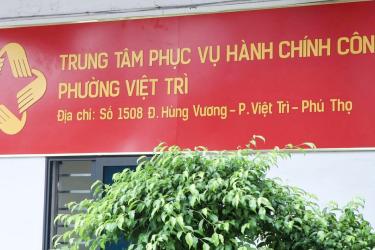 TRUNG TÂM PHỤC VỤ HÀNH CHÍNH CÔN
PHƯỜNG VIỆT TRÌ
Địa chỉ: Số 1508 Đ. Hùng Vương – P. Việt Trì – Phú Thọ